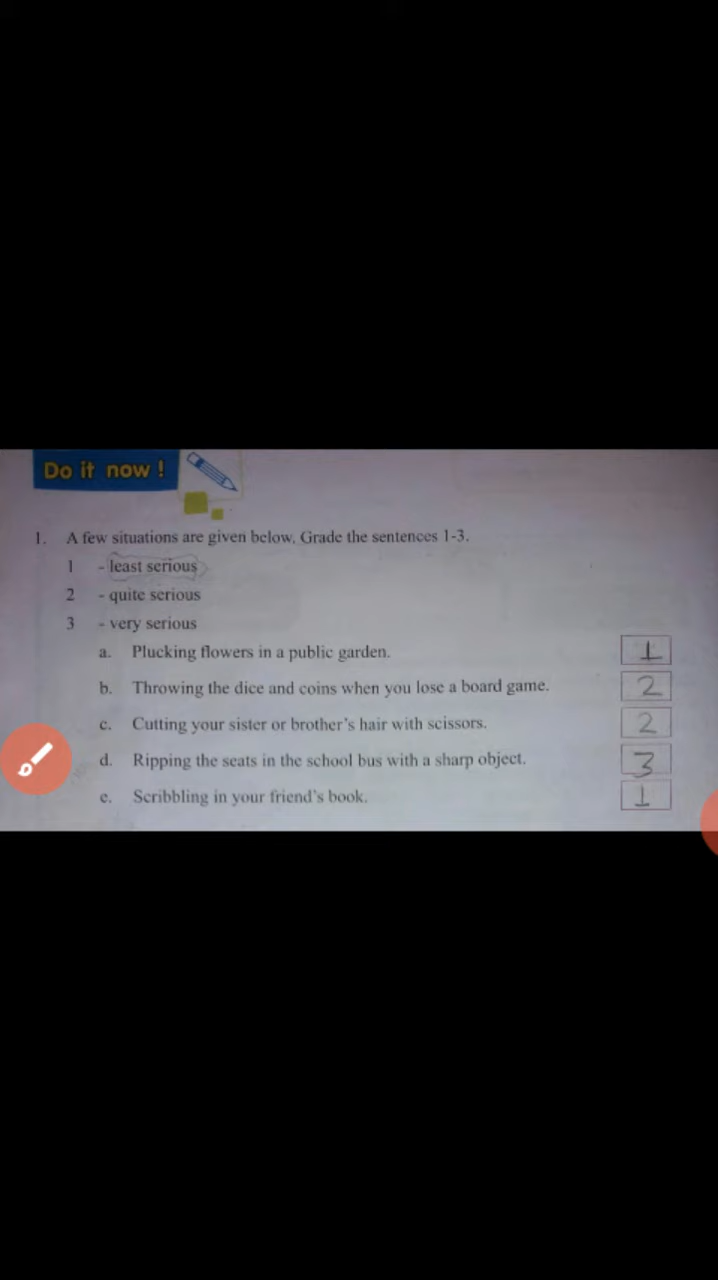 Do it now !
1. A few situations are given below. Grade the sentences 1-3.
1 - least serious
2 - quite serious
3 - very serious
a. Plucking flowers in a public garden. 1
b. Throwing the dice and coins when you lose a board game. 2
c. Cutting your sister or brother's hair with scissors. 2
d. Ripping the seats in the school bus with a sharp object. 3
e. Scribbling in your friend's book. 1